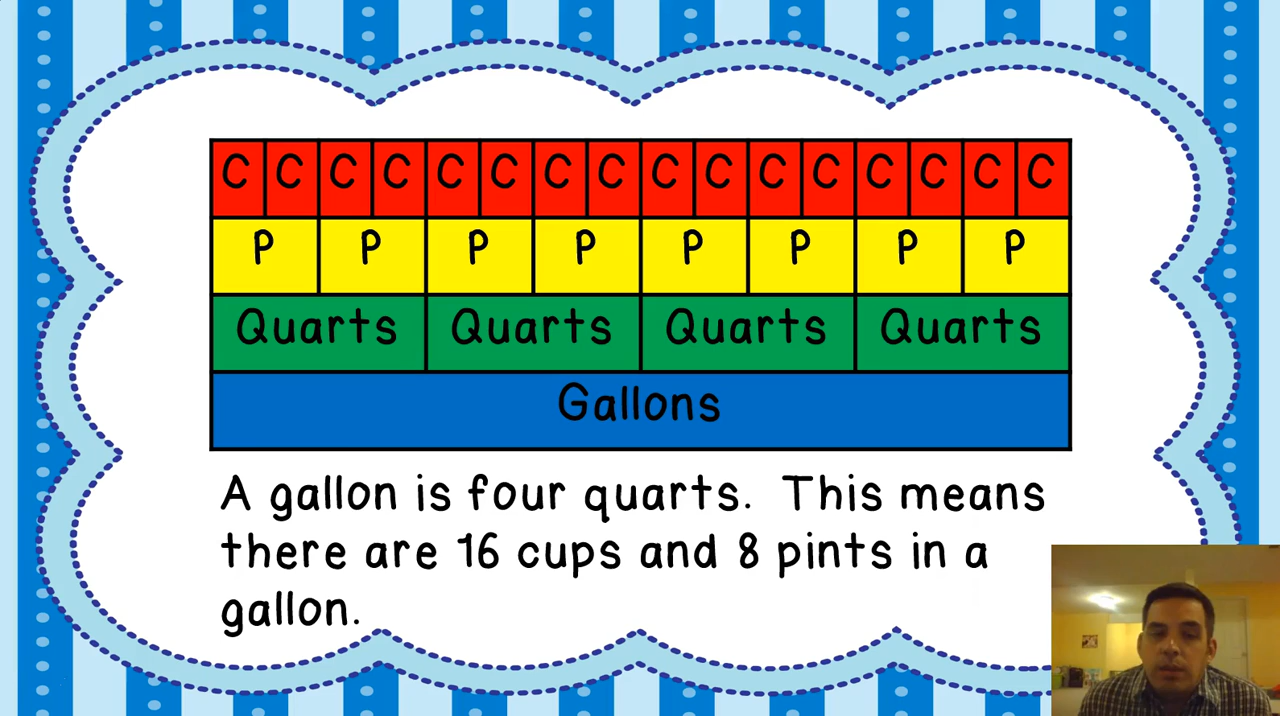 C C C C C C C C C C C C C C C C
P P P P P P P P
Quarts Quarts Quarts Quarts
Gallons
A gallon is four quarts. This means
there are 16 cups and 8 pints in a
gallon.